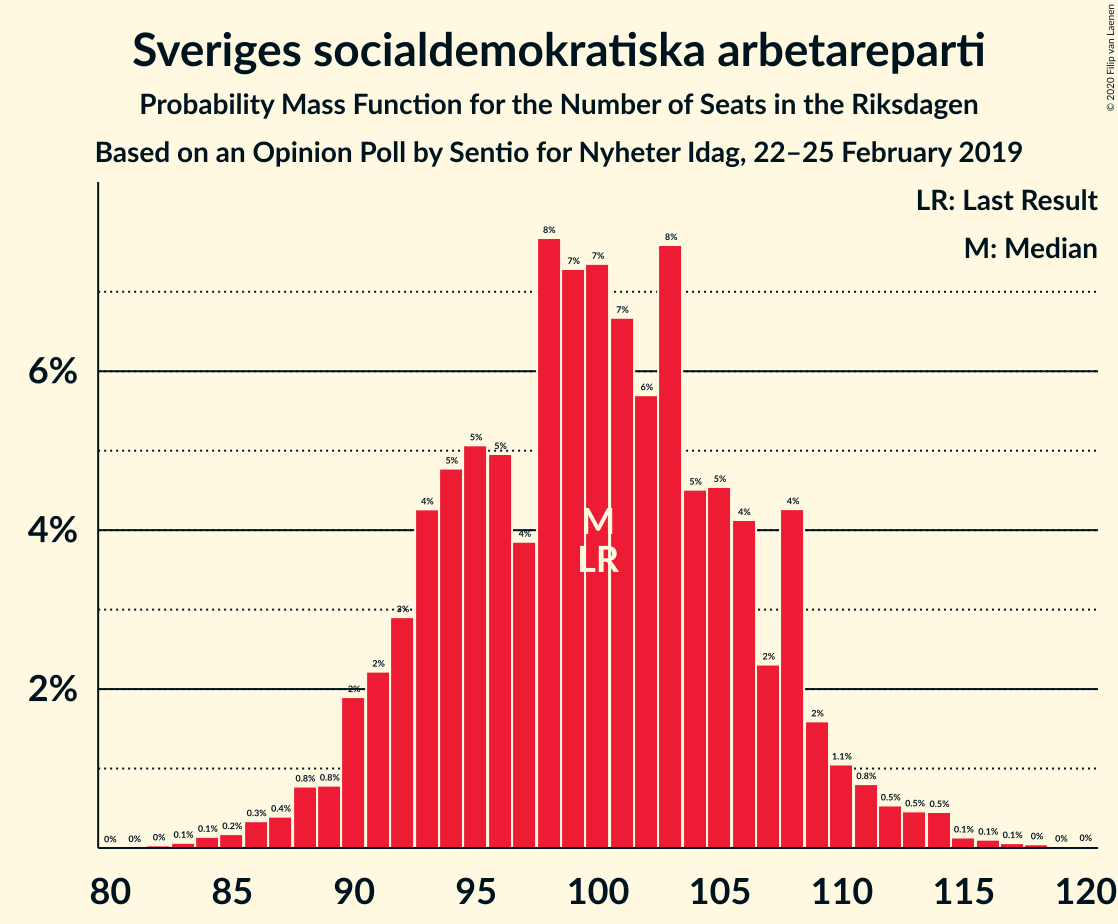 Sveriges socialdemokratiska arbetareparti
Probability Mass Function for the Number of Seats in the Riksdagen
Based on an Opinion Poll by Sentio for Nyheter Idag, 22–25 February 2019
© 2020 Filip van Laenen
LR: Last Result
M: Median
6%
4%
2%
0% 0% 0% 0.1% 0.1% 0.2% 0.3% 0.4% 0.8% 0.8% 2% 2% 3% 4% 5% 5% 5% 4% 8% 7% 7% 7% 6% 8% 5% 5% 4% 2% 4% 2% 1.1% 0.8% 0.5% 0.5% 0.5% 0.1% 0.1% 0.1% 0% 0% 0%
M
LR
80 85 90 95 100 105 110 115 120